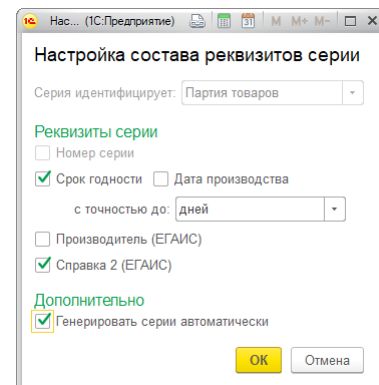 Нас... (1С:Предприятие) M M+ M-
Настройка состава реквизитов серии
Серия идентифицирует: Партия товаров
Реквизиты серии
Номер серии
Срок годности Дата производства
с точностью до: дней
Производитель (ЕГАИС)
Справка 2 (ЕГАИС)
Дополнительно
Генерировать серии автоматически
ОК Отмена